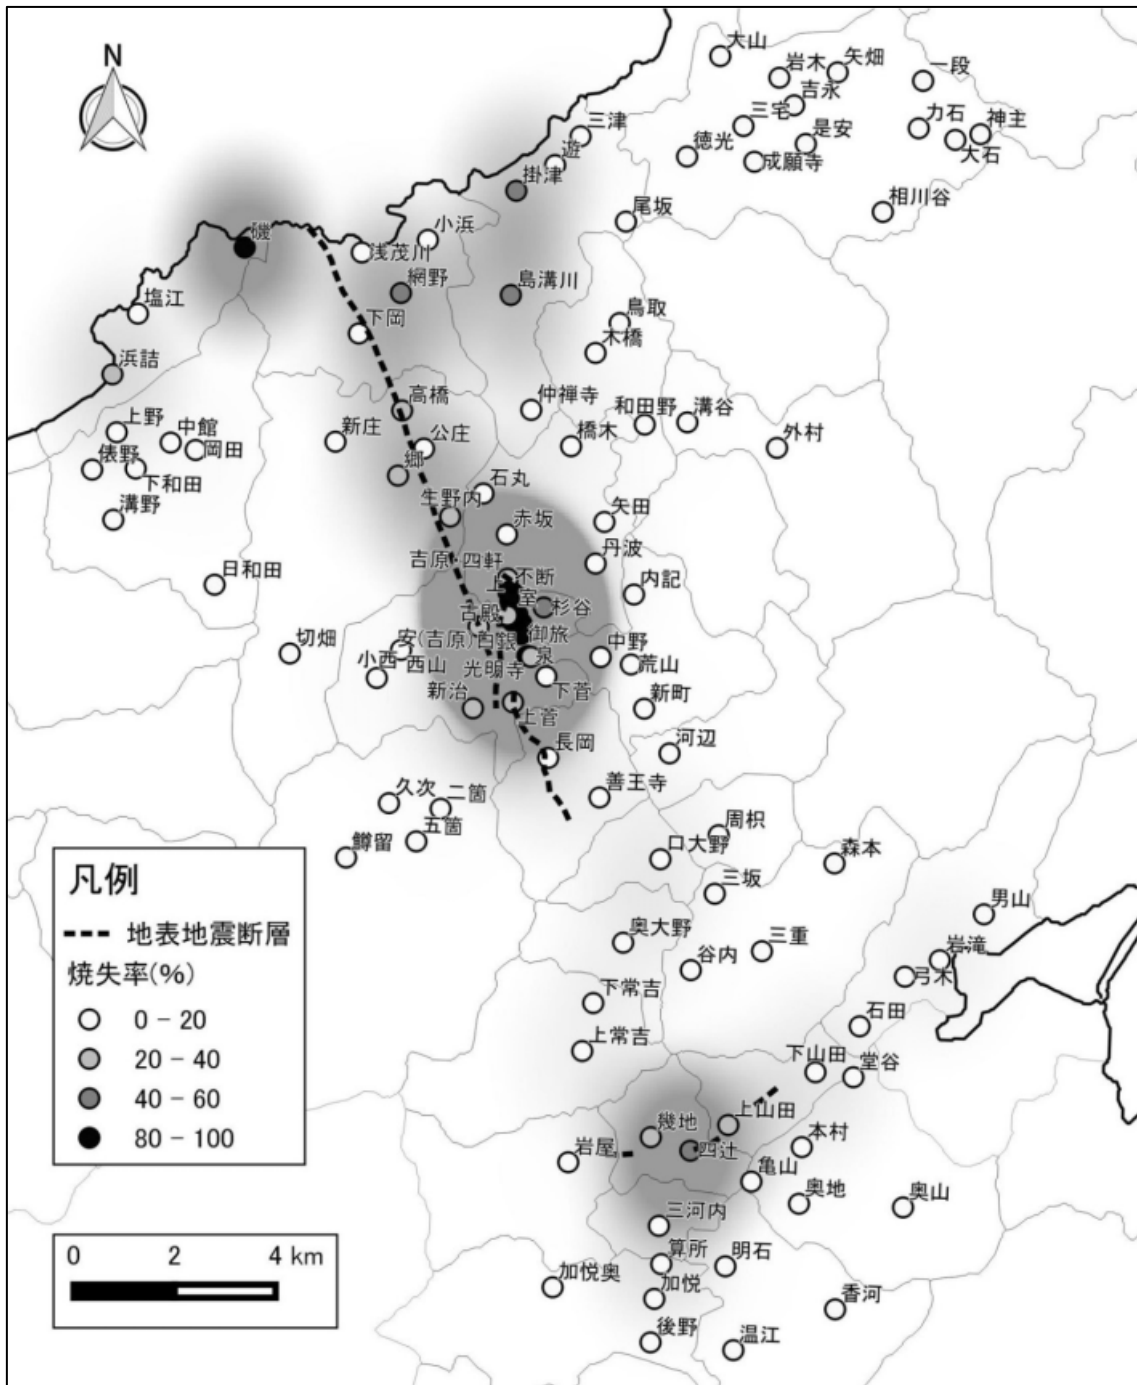 N
大山
岩木
矢畑
一段
吉永
三宅
力石
神主
三津
徳光
是安
成願寺
大石
遊
掛津
相川谷
尾坂
磯
小浜
浅茂川
網野
島溝川
塩江
下岡
鳥取
木橋
浜詰
高橋
仲禅寺
和田野
溝谷
上野
中館
新庄
公庄
橋木
外村
俵野
岡田
下和田
郷
石丸
溝野
生野内
赤坂
矢田
吉原・四軒
不断
丹波
日和田
上
室
杉谷
内記
古殿
御旅
切畑
安(吉原)
白銀
中野
小西
西山
光明寺
泉
荒山
下菅
新治
上菅
新町
長岡
河辺
久次
二箇
善王寺
五箇
周枳
鱒留
口大野
森本
凡例
三坂
男山
地表地震断層
奥大野
三重
岩滝
焼失率(%)
谷内
弓木
0 – 20
下常吉
石田
20 – 40
上常吉
下山田
堂谷
40 – 60
上山田
80 – 100
幾地
岩屋
四辻
本村
亀山
奥地
奥山
三河内
0 2 4 km
算所
明石
加悦奥
加悦
香河
後野
温江